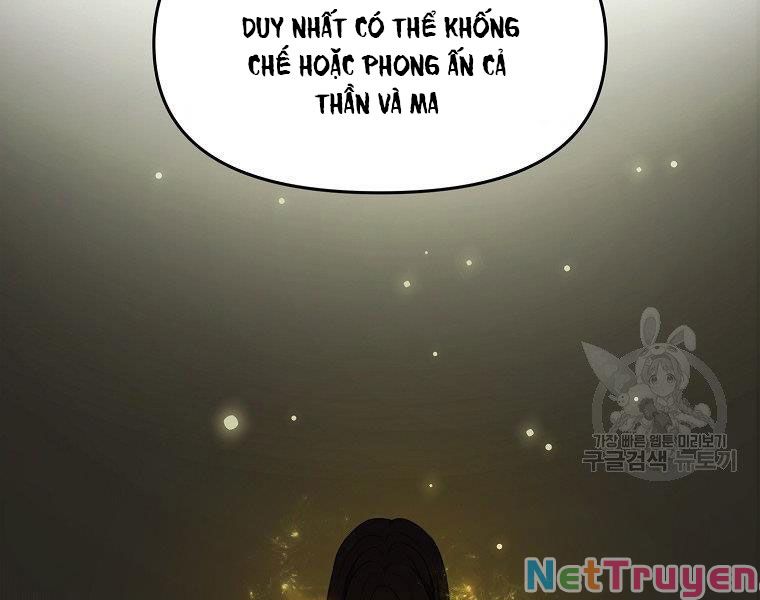 DUY NHẤT CÓ THỂ KHỐNG
CHẾ HOẶC PHONG ẤN CẢ
THẦN VÀ MA
가장 빠른 웹툰 미리보기
구글검색 뉴토끼
NETTRUYEN